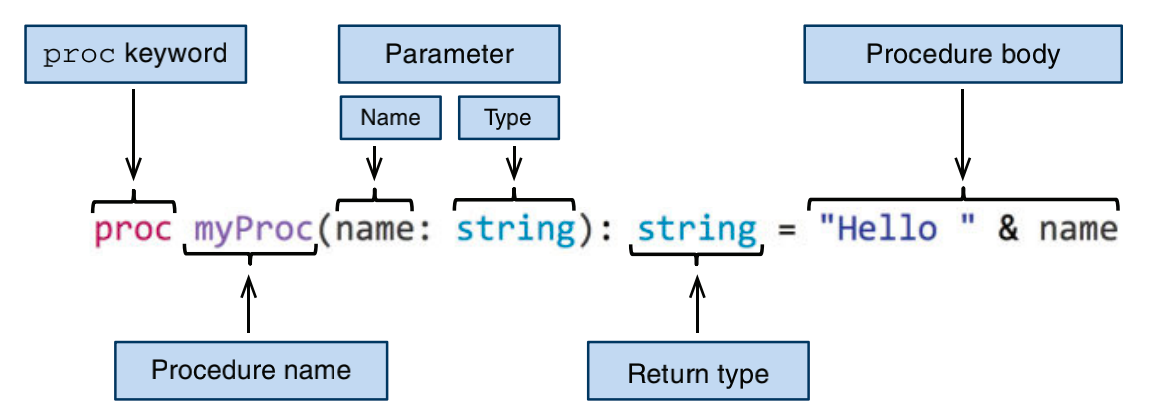 proc keyword
Parameter
Procedure body
Name
Type
proc myProc(name: string): string = "Hello " & name
Procedure name
Return type